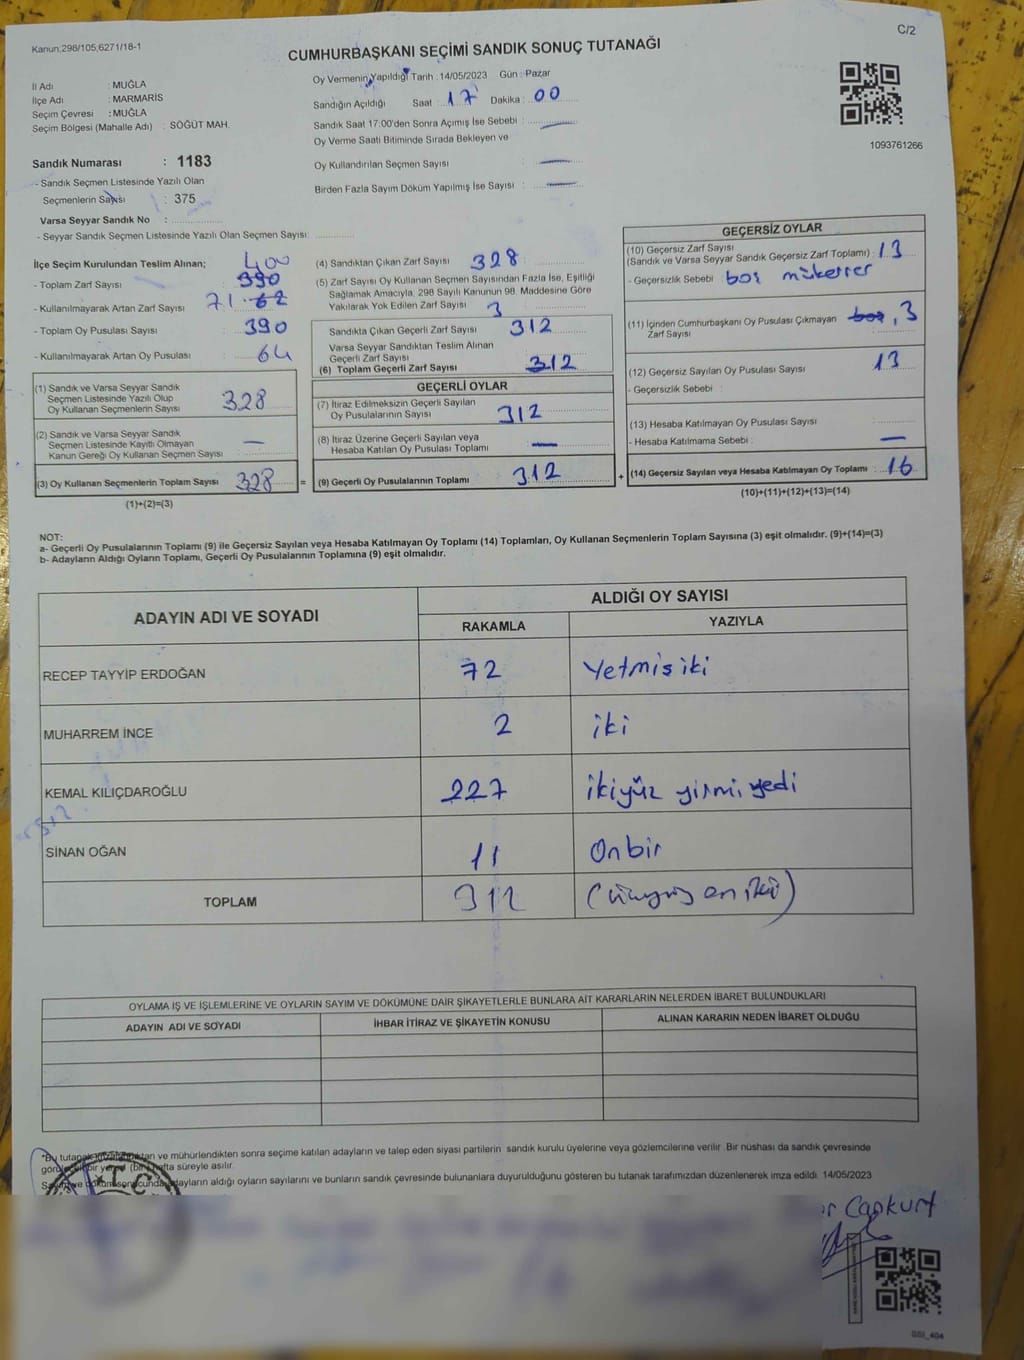 Kanun:298/105,6271/18-1
C/2
CUMHURBAŞKANI SEÇİMİ SANDIK SONUÇ TUTANAĞI
İl Adı : MUĞLA
İlçe Adı : MARMARİS
Seçim Çevresi : MUĞLA
Seçim Bölgesi (Mahalle Adı) : SÖĞÜT MAH.
Sandık Numarası : 1183
- Sandık Seçmen Listesinde Yazılı Olan
Seçmenlerin Sayısı : 375
Varsa Seyyar Sandık No :
- Seyyar Sandık Seçmen Listesinde Yazılı Olan Seçmen Sayısı:
Oy Vermenin Yapıldığı Tarih : 14/05/2023 Gün : Pazar
Sandığın Açıldığı Saat : 17 Dakika : 00
Sandık Saat 17:00'den Sonra Açımış İse Sebebi : —
Oy Verme Saati Bitiminde Sırada Bekleyen ve
Oy Kullandırılan Seçmen Sayısı : —
Birden Fazla Sayım Döküm Yapılmış İse Sayısı : —
1093761266
İlçe Seçim Kurulundan Teslim Alınan;
400
- Toplam Zarf Sayısı : 390
- Kullanılmayarak Artan Zarf Sayısı : 71 62
- Toplam Oy Pusulası Sayısı : 390
- Kullanılmayarak Artan Oy Pusulası : 64
(1) Sandık ve Varsa Seyyar Sandık
Seçmen Listesinde Yazılı Olup
Oy Kullanan Seçmenlerin Sayısı : 328
(2) Sandık ve Varsa Seyyar Sandık
Seçmen Listesinde Kayıtlı Olmayan
Kanun Gereği Oy Kullanan Seçmen Sayısı : —
(3) Oy Kullanan Seçmenlerin Toplam Sayısı : 328
(1)+(2)=(3)
=
(4) Sandıktan Çıkan Zarf Sayısı : 328
(5) Zarf Sayısı Oy Kullanan Seçmen Sayısından Fazla İse, Eşitliği
Sağlamak Amacıyla; 298 Sayılı Kanunun 98. Maddesine Göre
Yakılarak Yok Edilen Zarf Sayısı : 3
Sandıkta Çıkan Geçerli Zarf Sayısı : 312
Varsa Seyyar Sandıktan Teslim Alınan
Geçerli Zarf Sayısı
(6) Toplam Geçerli Zarf Sayısı : 312
GEÇERLİ OYLAR
(7) İtiraz Edilmeksizin Geçerli Sayılan
Oy Pusulalarının Sayısı : 312
(8) İtiraz Üzerine Geçerli Sayılan veya
Hesaba Katılan Oy Pusulası Toplamı : —
(9) Geçerli Oy Pusulalarının Toplamı : 312
+
GEÇERSİZ OYLAR
(10) Geçersiz Zarf Sayısı
(Sandık ve Varsa Seyyar Sandık Geçersiz Zarf Toplamı) : 13
- Geçersizlik Sebebi : boş mükerrer
(11) İçinden Cumhurbaşkanı Oy Pusulası Çıkmayan
Zarf Sayısı : boş, 3
(12) Geçersiz Sayılan Oy Pusulası Sayısı : 13
- Geçersizlik Sebebi :
(13) Hesaba Katılmayan Oy Pusulası Sayısı :
- Hesaba Katılmama Sebebi : —
(14) Geçersiz Sayılan veya Hesaba Katılmayan Oy Toplamı : 16
(10)+(11)+(12)+(13)=(14)
NOT:
a- Geçerli Oy Pusulalarının Toplamı (9) ile Geçersiz Sayılan veya Hesaba Katılmayan Oy Toplamı (14) Toplamları, Oy Kullanan Seçmenlerin Toplam Sayısına (3) eşit olmalıdır. (9)+(14)=(3)
b- Adayların Aldığı Oyların Toplamı, Geçerli Oy Pusulalarının Toplamına (9) eşit olmalıdır.
ADAYIN ADI VE SOYADI
ALDIĞI OY SAYISI
RAKAMLA YAZIYLA
RECEP TAYYİP ERDOĞAN 72 Yetmiş iki
MUHARREM İNCE 2 iki
KEMAL KILIÇDAROĞLU 227 ikiyüz yirmi yedi
SİNAN OĞAN 11 Onbir
TOPLAM 312 (üçyüz on iki)
OYLAMA İŞ VE İŞLEMLERİNE VE OYLARIN SAYIM VE DÖKÜMÜNE DAİR ŞİKAYETLERLE BUNLARA AİT KARARLARIN NELERDEN İBARET BULUNDUKLARI
ADAYIN ADI VE SOYADI İHBAR İTİRAZ VE ŞİKAYETİN KONUSU ALINAN KARARIN NEDEN İBARET OLDUĞU
*Bu tutanak ve mühürlendikten sonra seçime katılan adayların ve talep eden siyasi partilerin sandık kurulu üyelerine veya gözlemcilerine verilir. Bir nüshası da sandık çevresinde
bir hafta süreyle asılır.
adayların aldığı oyların sayılarını ve bunların sandık çevresinde bulunanlara duyurulduğunu gösteren bu tutanak tarafımızdan düzenlenerek imza edildi. 14/05/2023
T.C.